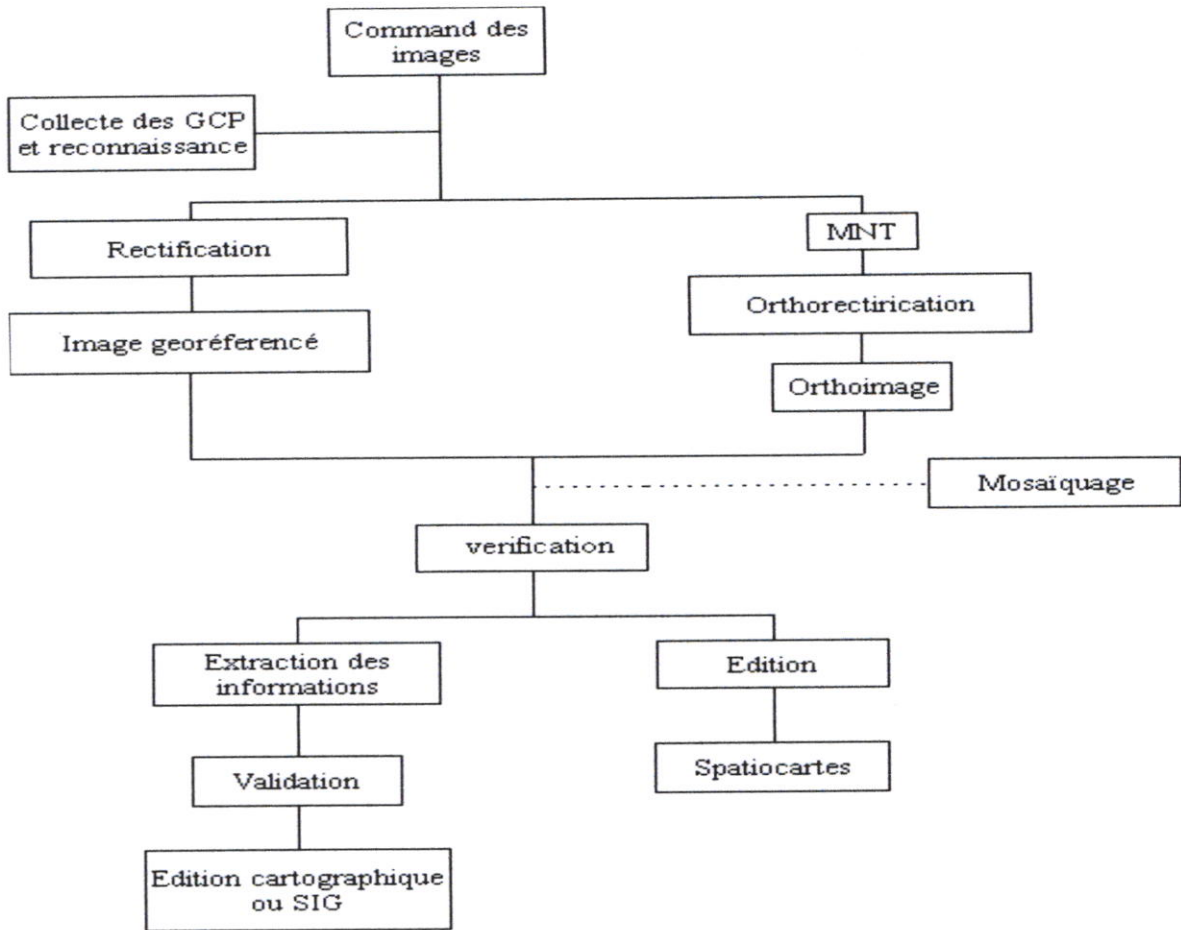 Command des
images
Collecte des GCP
et reconnaissance
Rectification
MNT
Orthorectirication
Image georéferencé
Orthoimage
Mosaïquage
verification
Extraction des
informations
Edition
Validation
Spatiocartes
Edition cartographique
ou SIG